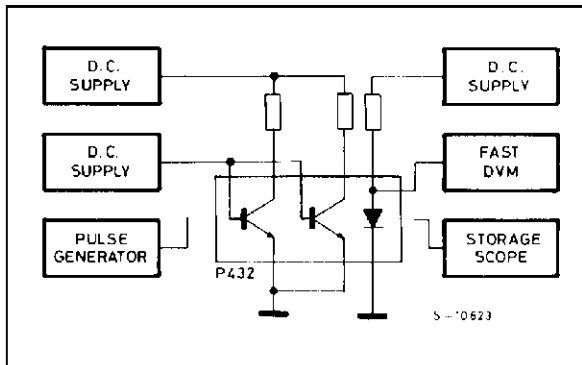 D.C.
SUPPLY
D.C.
SUPPLY
D.C.
SUPPLY
FAST
DVM
PULSE
GENERATOR
STORAGE
SCOPE
P432
S-10623